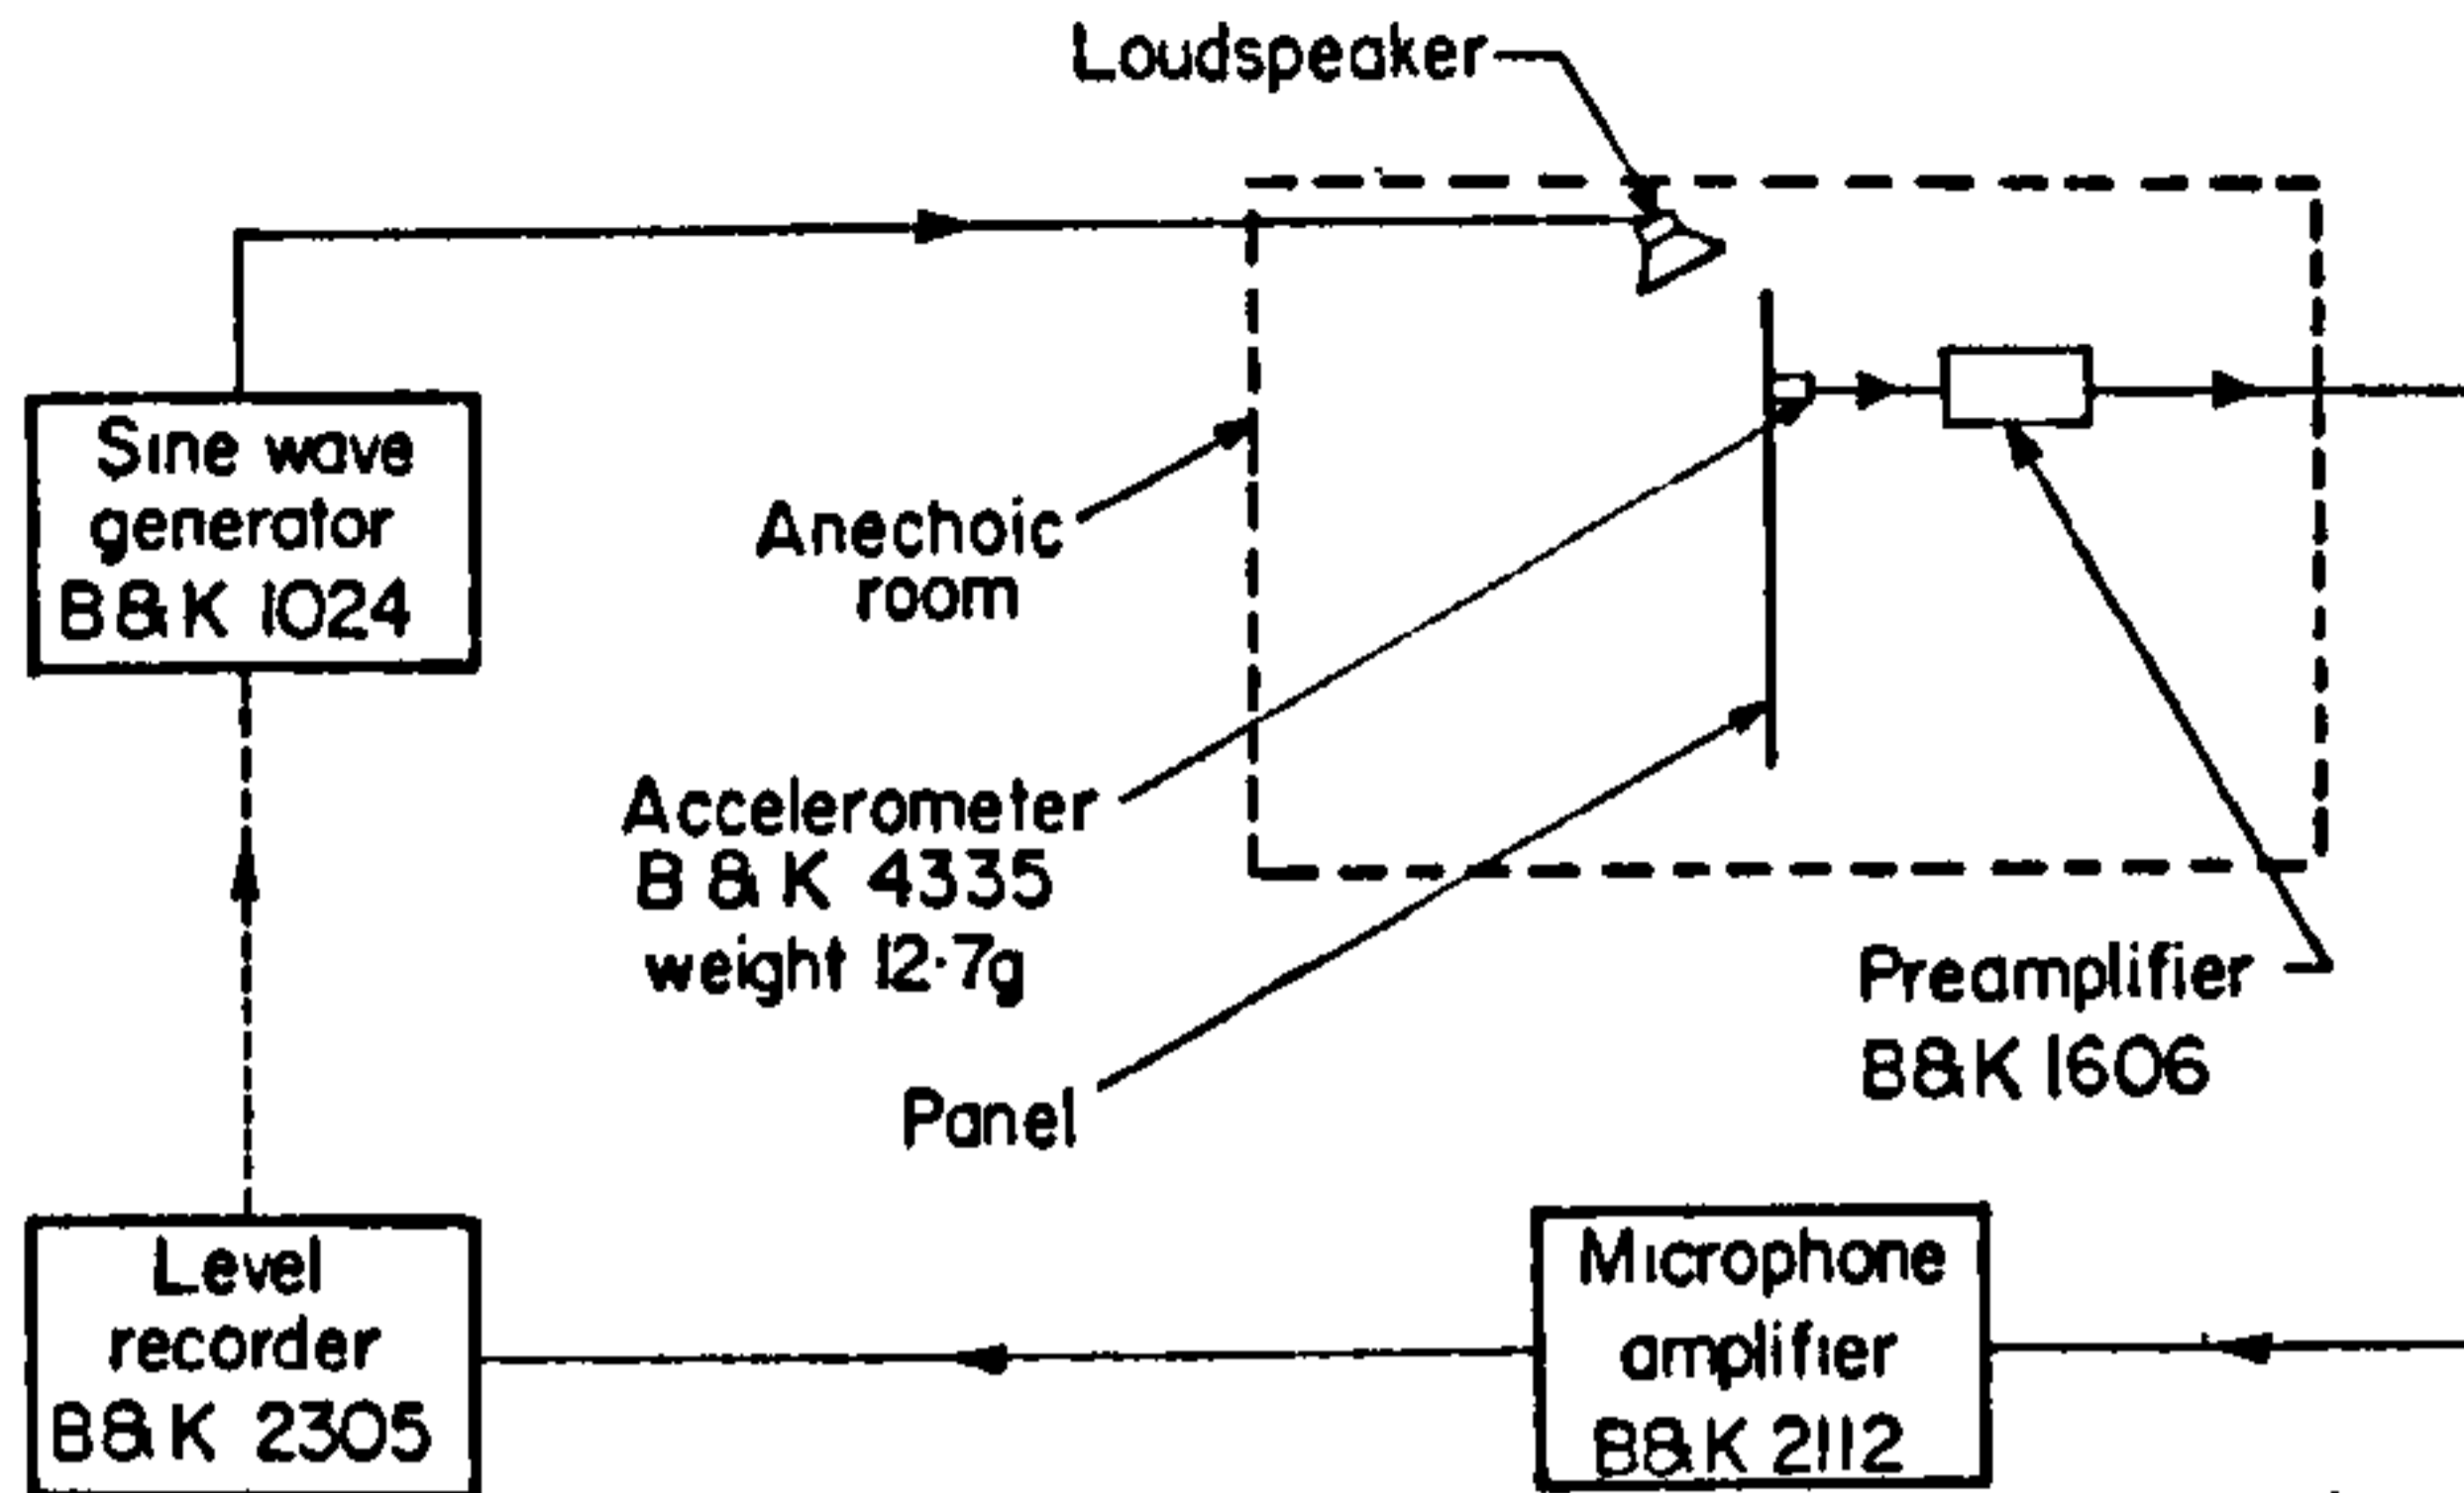 Loudspeaker
Sine wave
generator
B&K 1024
Anechoic
room
Accelerometer
B & K 4335
weight 12·7g
Preamplifier
B&K 1606
Panel
Level
recorder
B&K 2305
Microphone
amplifier
B&K 2112